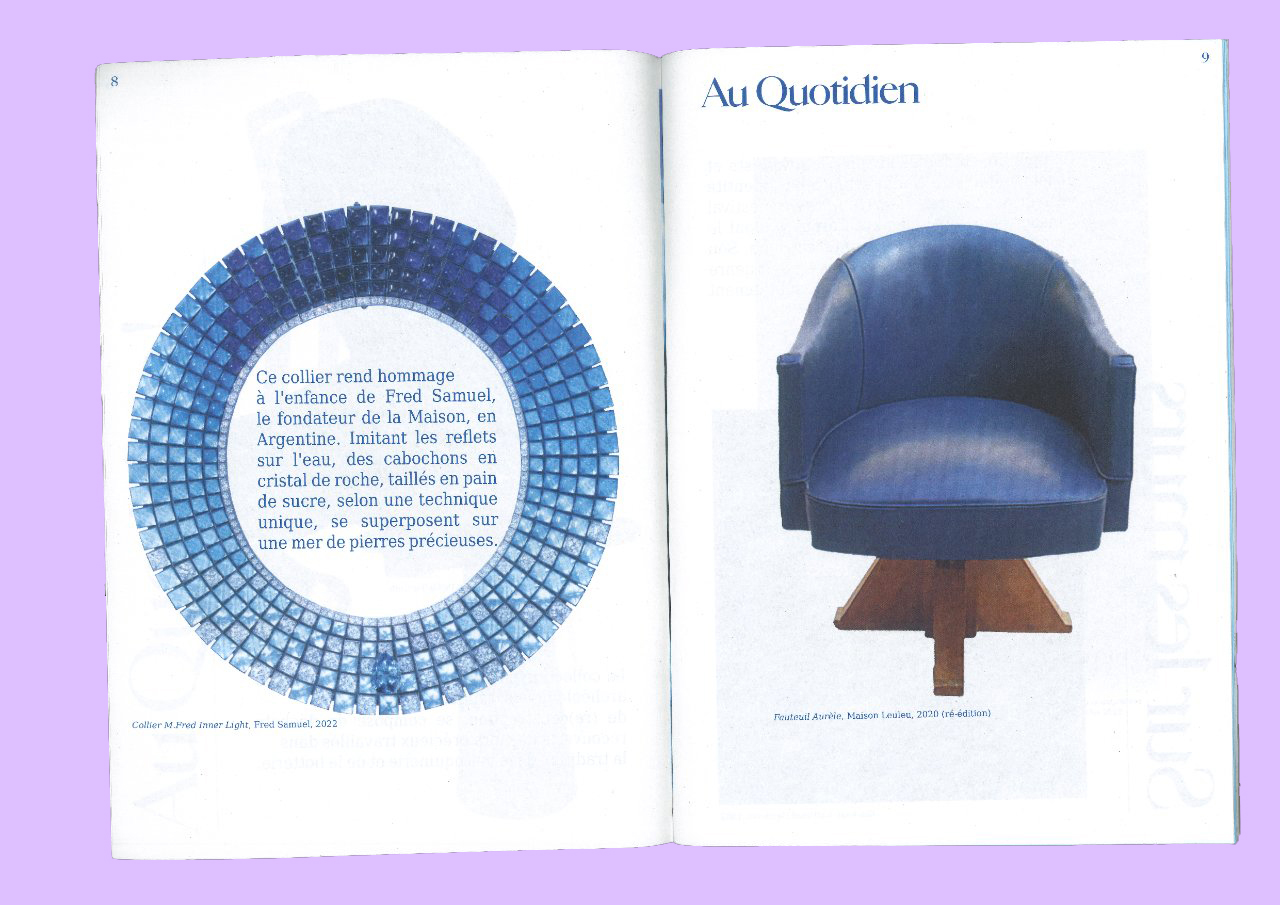 8
Ce collier rend hommage
à l'enfance de Fred Samuel,
le fondateur de la Maison, en
Argentine. Imitant les reflets
sur l'eau, des cabochons en
cristal de roche, taillés en pain
de sucre, selon une technique
unique, se superposent sur
une mer de pierres précieuses.
Collier M.Fred Inner Light, Fred Samuel, 2022
9
Au Quotidien
Fauteuil Aurèle, Maison Leuleu, 2020 (ré-édition)